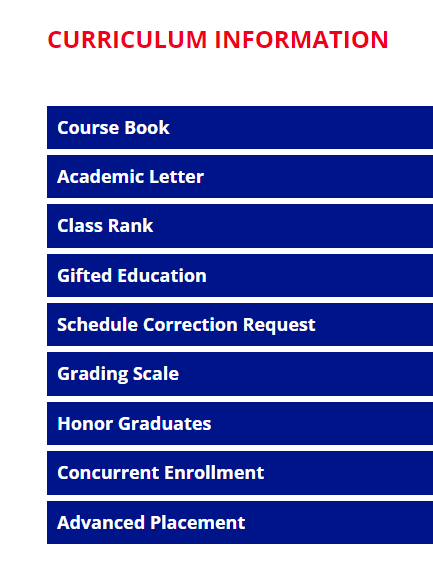 CURRICULUM INFORMATION
Course Book
Academic Letter
Class Rank
Gifted Education
Schedule Correction Request
Grading Scale
Honor Graduates
Concurrent Enrollment
Advanced Placement